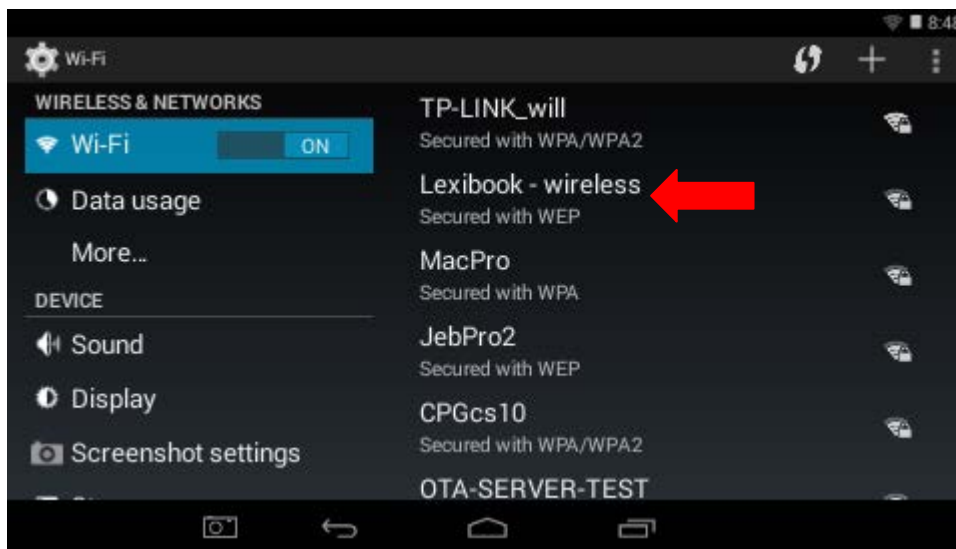 8:48
Wi-Fi
WIRELESS & NETWORKS
Wi-Fi ON
Data usage
More...
DEVICE
Sound
Display
Screenshot settings
TP-LINK_will
Secured with WPA/WPA2
Lexibook - wireless
Secured with WEP
MacPro
Secured with WPA
JebPro2
Secured with WEP
CPGcs10
Secured with WPA/WPA2
OTA-SERVER-TEST